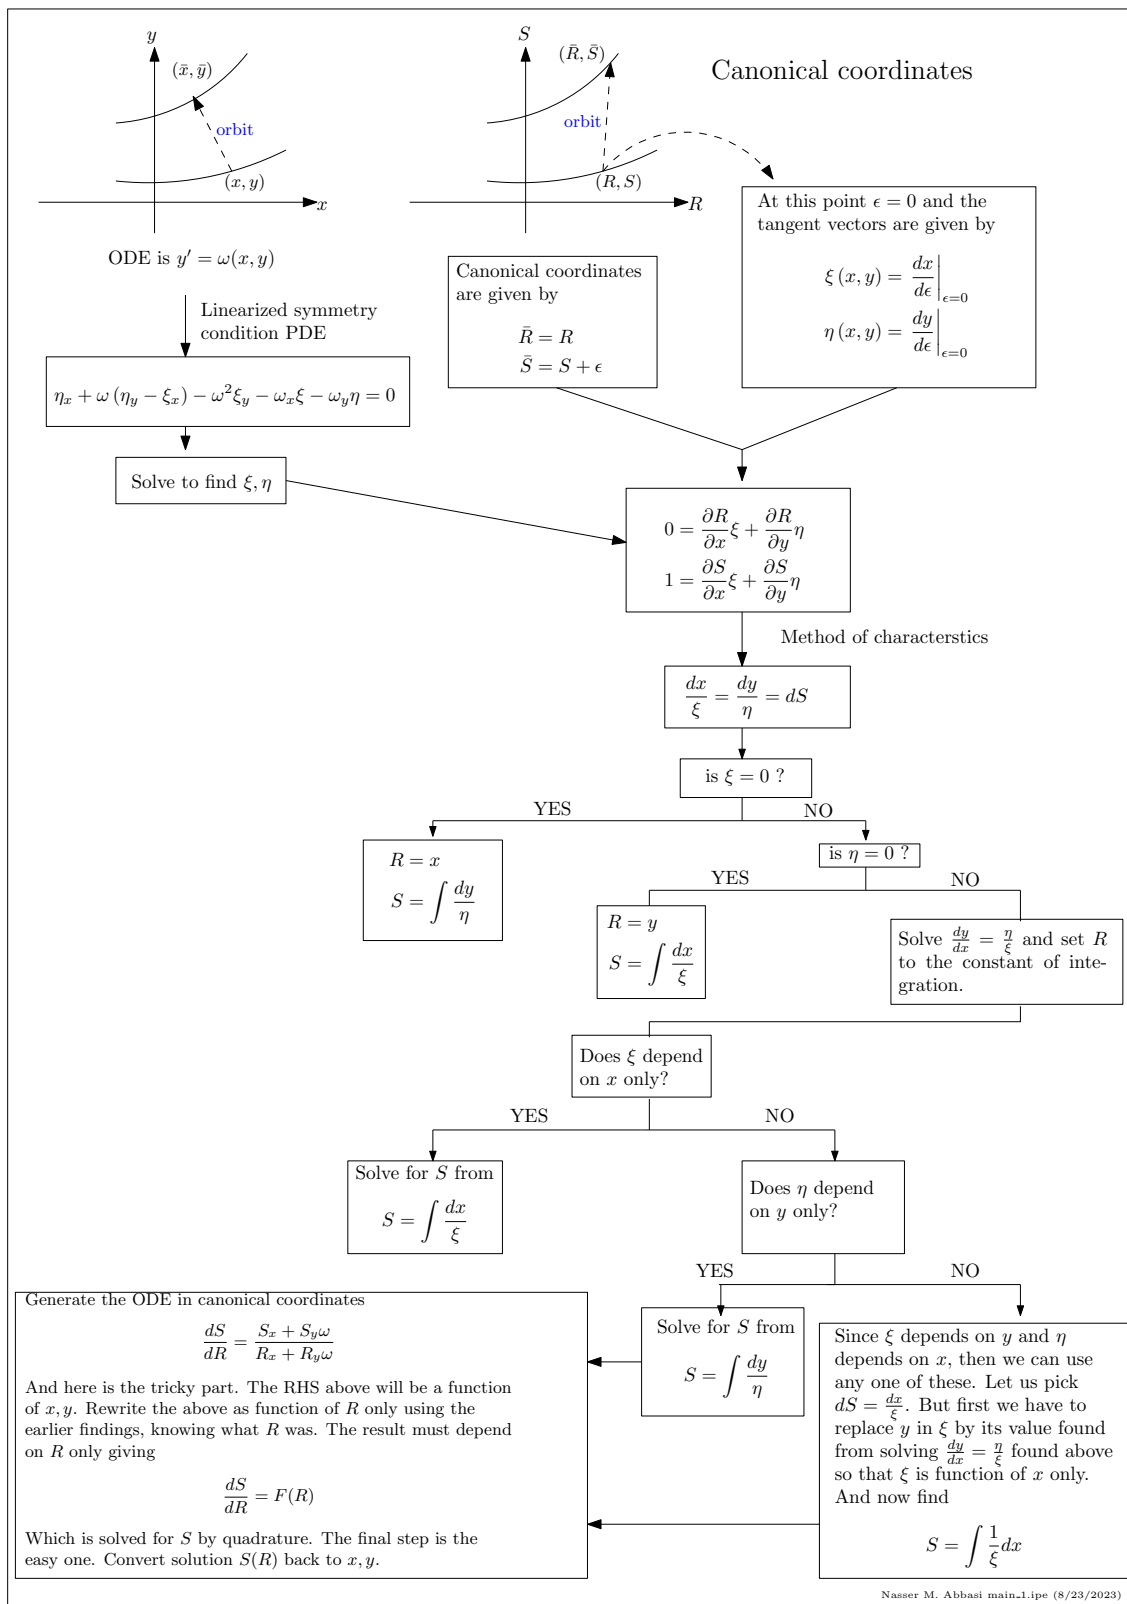 Canonical coordinates
y
(x̄, ȳ)
orbit
(x, y)
x
S
(R̄, S̄)
orbit
(R, S)
R
ODE is y′ = ω(x, y)
Linearized symmetry
condition PDE
η_x + ω (η_y − ξ_x) − ω²ξ_y − ω_xξ − ω_yη = 0
Solve to find ξ, η
Canonical coordinates
are given by
R̄ = R
S̄ = S + ϵ
At this point ϵ = 0 and the
tangent vectors are given by
ξ (x, y) = dx/dϵ |_{ϵ=0}
η (x, y) = dy/dϵ |_{ϵ=0}
0 = ∂R/∂x ξ + ∂R/∂y η
1 = ∂S/∂x ξ + ∂S/∂y η
Method of characterstics
dx/ξ = dy/η = dS
is ξ = 0 ?
YES
NO
R = x
S = ∫ dy/η
is η = 0 ?
YES
NO
R = y
S = ∫ dx/ξ
Solve dy/dx = η/ξ and set R
to the constant of inte-
gration.
Does ξ depend
on x only?
YES
NO
Solve for S from
S = ∫ dx/ξ
Does η depend
on y only?
YES
NO
Solve for S from
S = ∫ dy/η
Since ξ depends on y and η
depends on x, then we can use
any one of these. Let us pick
dS = dx/ξ. But first we have to
replace y in ξ by its value found
from solving dy/dx = η/ξ found above
so that ξ is function of x only.
And now find
S = ∫ 1/ξ dx
Generate the ODE in canonical coordinates
dS/dR = (S_x + S_yω)/(R_x + R_yω)
And here is the tricky part. The RHS above will be a function
of x, y. Rewrite the above as function of R only using the
earlier findings, knowing what R was. The result must depend
on R only giving
dS/dR = F(R)
Which is solved for S by quadrature. The final step is the
easy one. Convert solution S(R) back to x, y.
Nasser M. Abbasi main_1.ipe (8/23/2023)